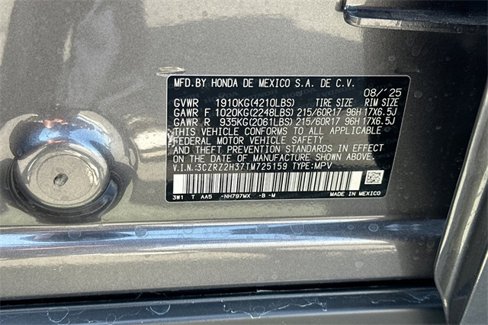 MFD.BY HONDA DE MEXICO S.A. DE C.V.
08/'25
GVWR 1910KG(4210LBS) TIRE SIZE RIM SIZE
GAWR F 1020KG(2248LBS) 215/60R17 96H 17X6.5J
GAWR R 935KG(2061LBS) 215/60R17 96H 17X6.5J
THIS VEHICLE CONFORMS TO ALL APPLICABLE
FEDERAL MOTOR VEHICLE SAFETY
STANDARDS IN EFFECT ON THE DATE OF
MANUFACTURE SHOWN ABOVE.
V.I.N.:3CZRZ2H37TM725159 TYPE:MPV
MADE IN MEXICO
3W1 T AA5 -NH797MX -B -M